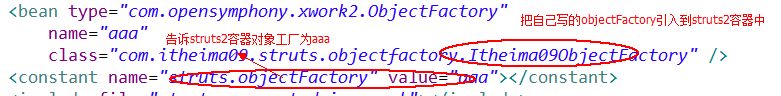 <bean type="com.opensymphony.xwork2.ObjectFactory"
把自己写的objectFactory引入到struts2容器中
name="aaa"
告诉struts2容器对象工厂为aaa
class="com.itheima09.struts.objectfactory.Itheima09ObjectFactory" />
<constant name="struts.objectFactory" value="aaa"></constant>